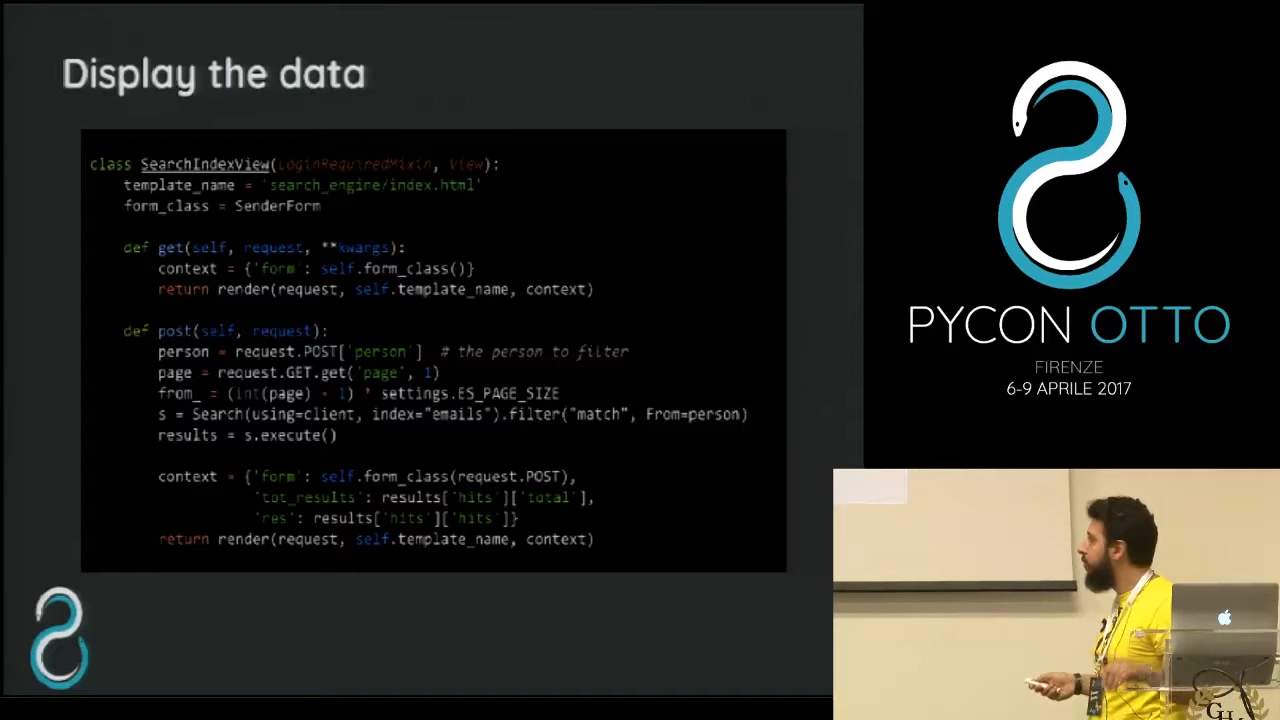 Display the data
class SearchIndexView(LoginRequiredMixin, View):
template_name = 'search_engine/index.html'
form_class = SenderForm
def get(self, request, **kwargs):
context = {'form': self.form_class()}
return render(request, self.template_name, context)
def post(self, request):
person = request.POST['person'] # the person to filter
page = request.GET.get('page', 1)
from_ = (int(page) - 1) * settings.ES_PAGE_SIZE
s = Search(using=client, index="emails").filter("match", From=person)
results = s.execute()
context = {'form': self.form_class(request.POST),
'tot_results': results['hits']['total'],
'res': results['hits']['hits']}
return render(request, self.template_name, context)
PYCON OTTO
FIRENZE
6-9 APRILE 2017
GH